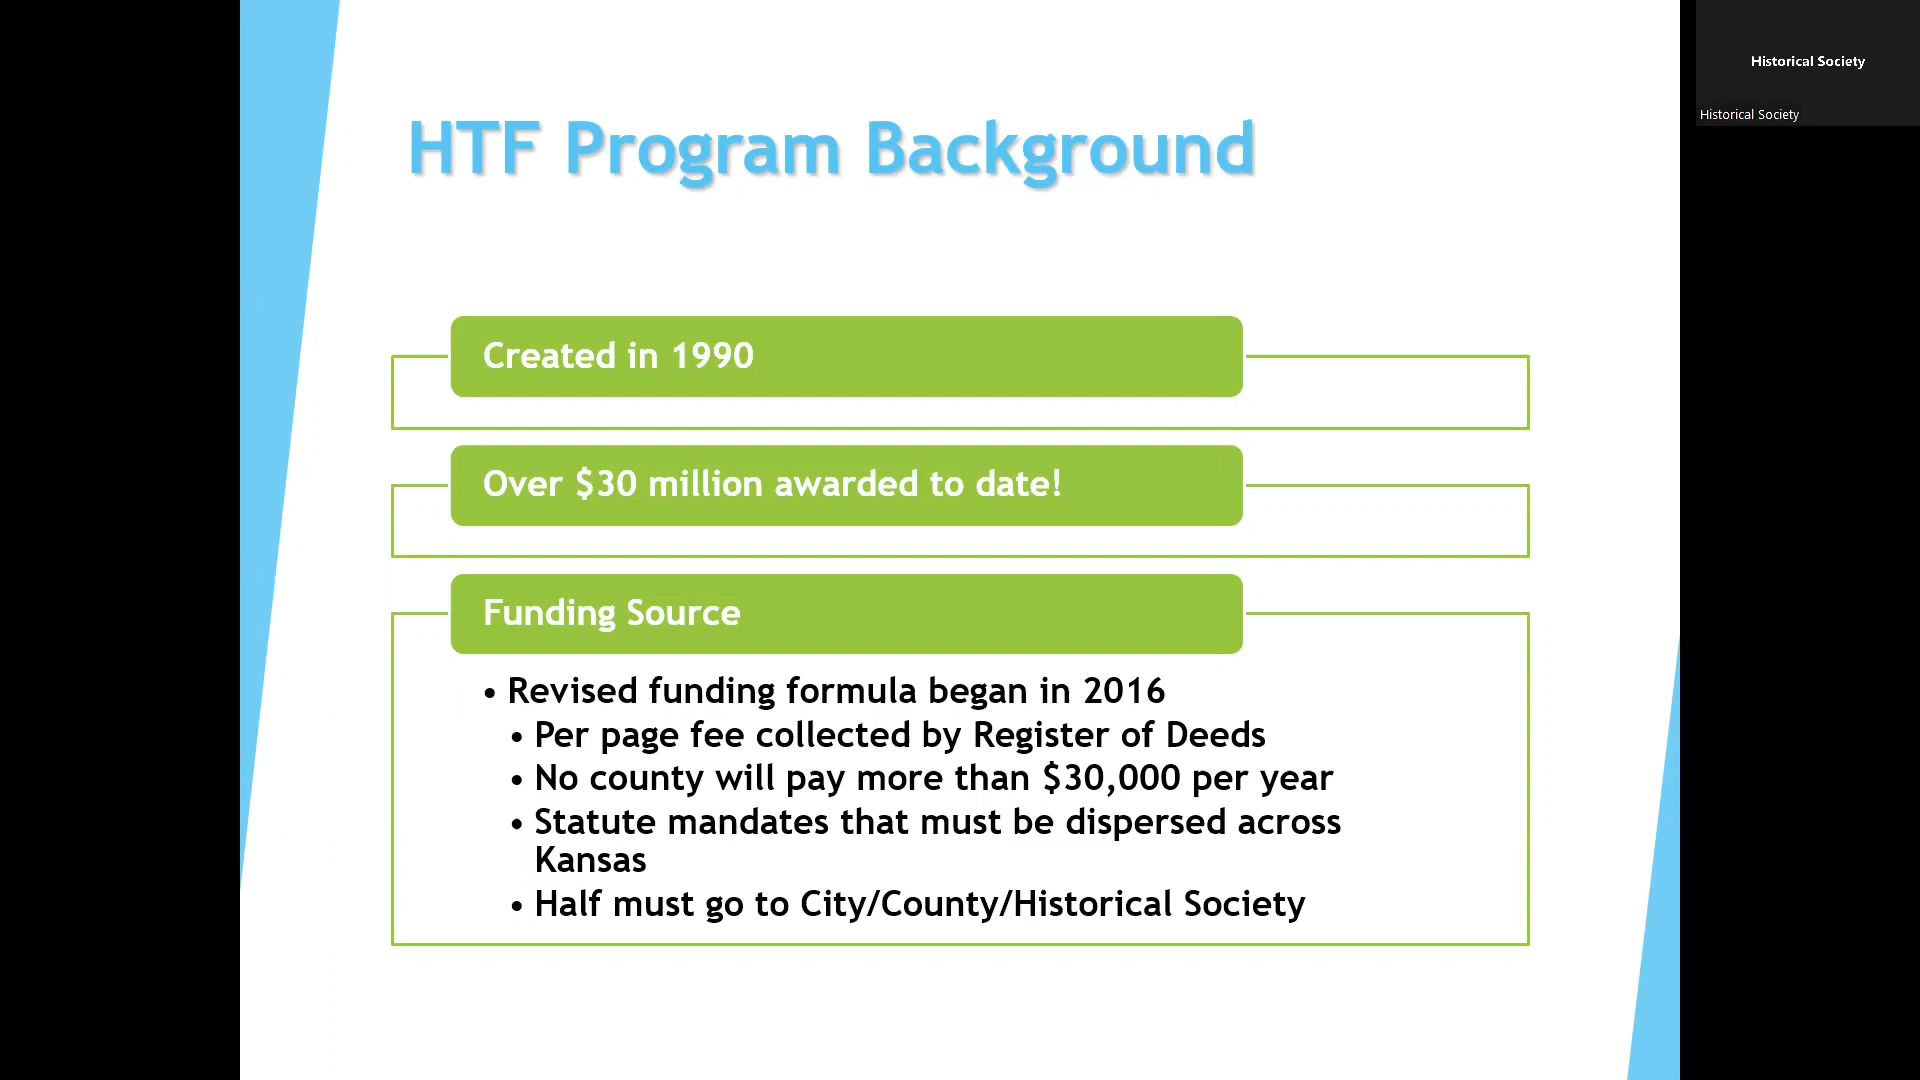 HTF Program Background
Created in 1990
Over $30 million awarded to date!
Funding Source
• Revised funding formula began in 2016
• Per page fee collected by Register of Deeds
• No county will pay more than $30,000 per year
• Statute mandates that must be dispersed across
Kansas
• Half must go to City/County/Historical Society
Historical Society
Historical Society